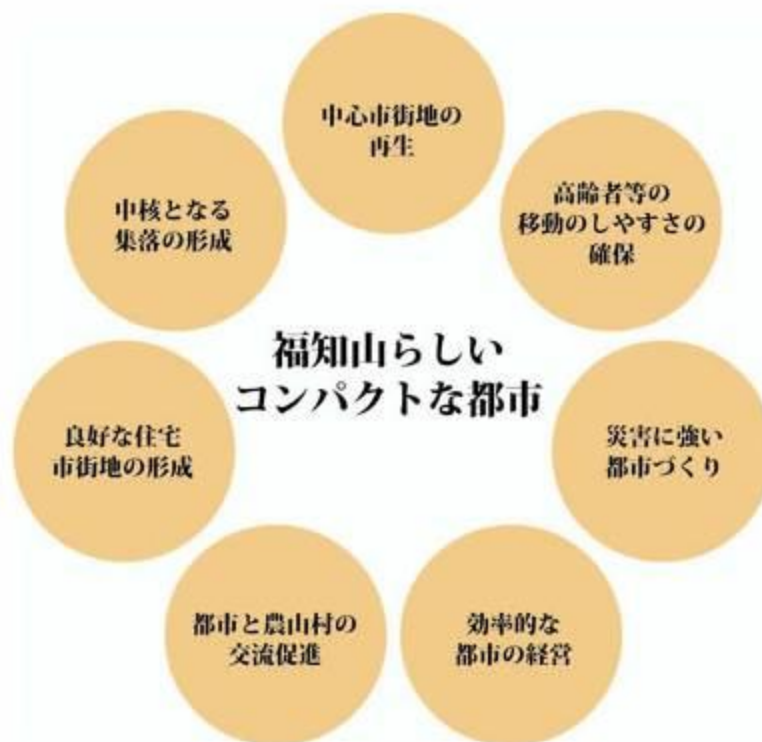 中心市街地の
再生
高齢者等の
移動のしやすさの
確保
災害に強い
都市づくり
効率的な
都市の経営
都市と農山村の
交流促進
良好な住宅
市街地の形成
中核となる
集落の形成
福知山らしい
コンパクトな都市